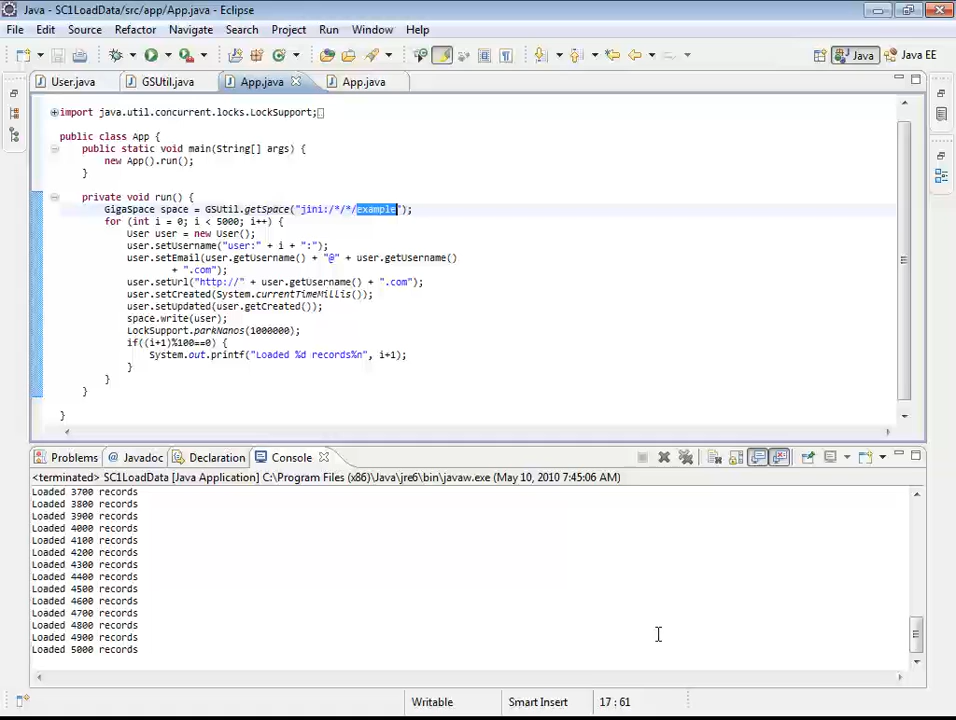 Java - SC1LoadData/src/app/App.java - Eclipse
File Edit Source Refactor Navigate Search Project Run Window Help
Java Java EE
User.java GSUtil.java App.java App.java
import java.util.concurrent.locks.LockSupport;
public class App {
public static void main(String[] args) {
new App().run();
}
private void run() {
GigaSpace space = GSUtil.getSpace("jini:/*/*/example");
for (int i = 0; i < 5000; i++) {
User user = new User();
user.setUsername("user:" + i + ":");
user.setEmail(user.getUsername() + "@" + user.getUsername()
+ ".com");
user.setUrl("http://" + user.getUsername() + ".com");
user.setCreated(System.currentTimeMillis());
user.setUpdated(user.getCreated());
space.write(user);
LockSupport.parkNanos(1000000);
if((i+1)%100==0) {
System.out.printf("Loaded %d records%n", i+1);
}
}
}
}
Problems Javadoc Declaration Console
<terminated> SC1LoadData [Java Application] C:\Program Files (x86)\Java\jre6\bin\javaw.exe (May 10, 2010 7:45:06 AM)
Loaded 3700 records
Loaded 3800 records
Loaded 3900 records
Loaded 4000 records
Loaded 4100 records
Loaded 4200 records
Loaded 4300 records
Loaded 4400 records
Loaded 4500 records
Loaded 4600 records
Loaded 4700 records
Loaded 4800 records
Loaded 4900 records
Loaded 5000 records
Writable Smart Insert 17 : 61